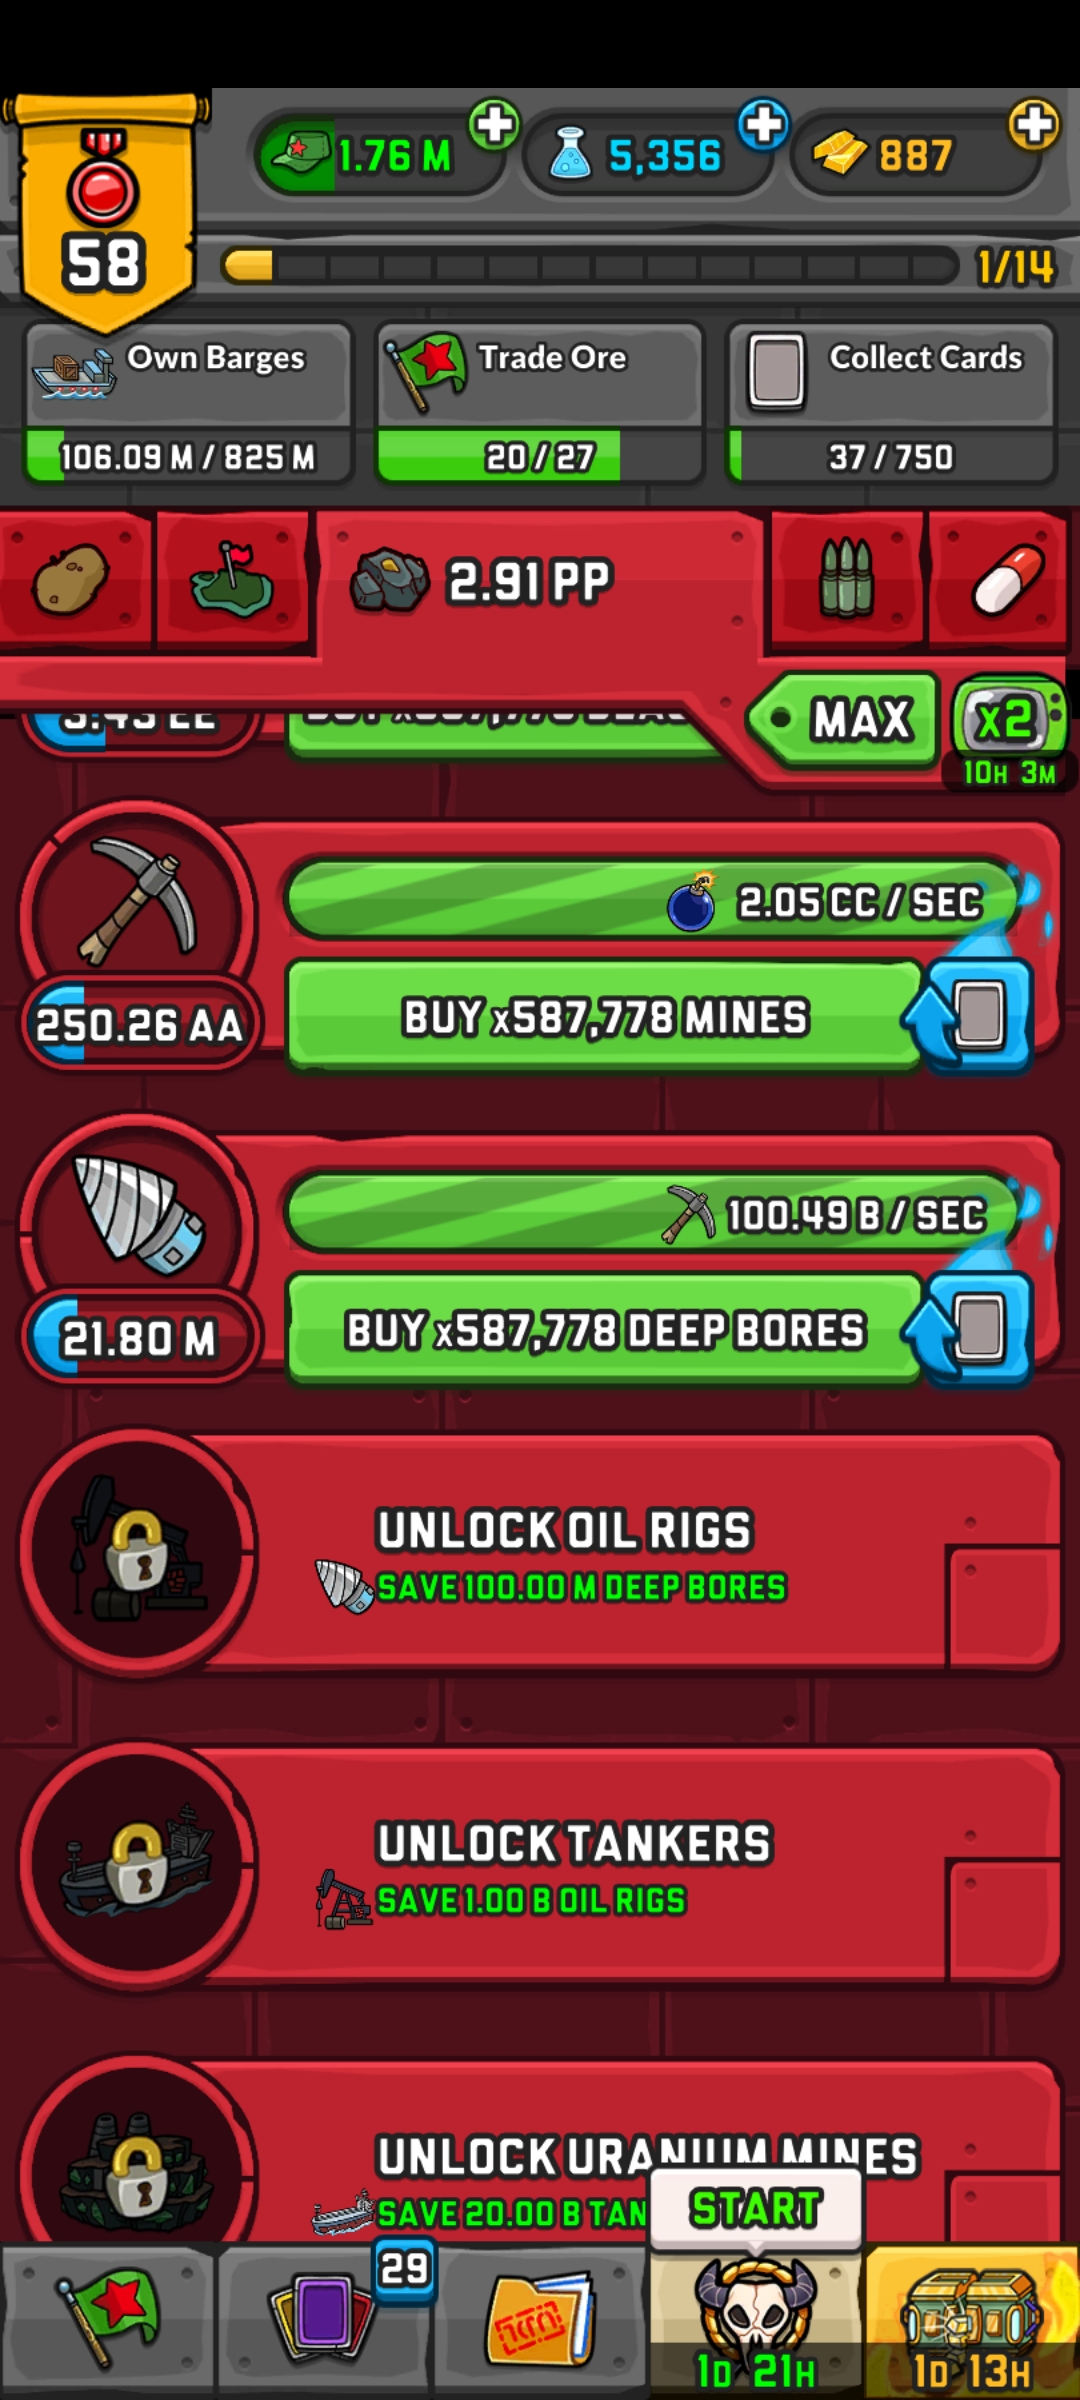 1.76 M
5,356
887
58
1/14
Own Barges
Trade Ore
Collect Cards
106.09 M / 825 M
20 / 27
37 / 750
2.91 PP
MAX
x2
10H 3M
2.05 CC / SEC
250.26 AA
BUY x587,778 MINES
100.49 B / SEC
21.80 M
BUY x587,778 DEEP BORES
UNLOCK OIL RIGS
SAVE 100.00 M DEEP BORES
UNLOCK TANKERS
SAVE 1.00 B OIL RIGS
UNLOCK URANIUM MINES
SAVE 20.00 B TAN
START
29
1D 21H
1D 13H